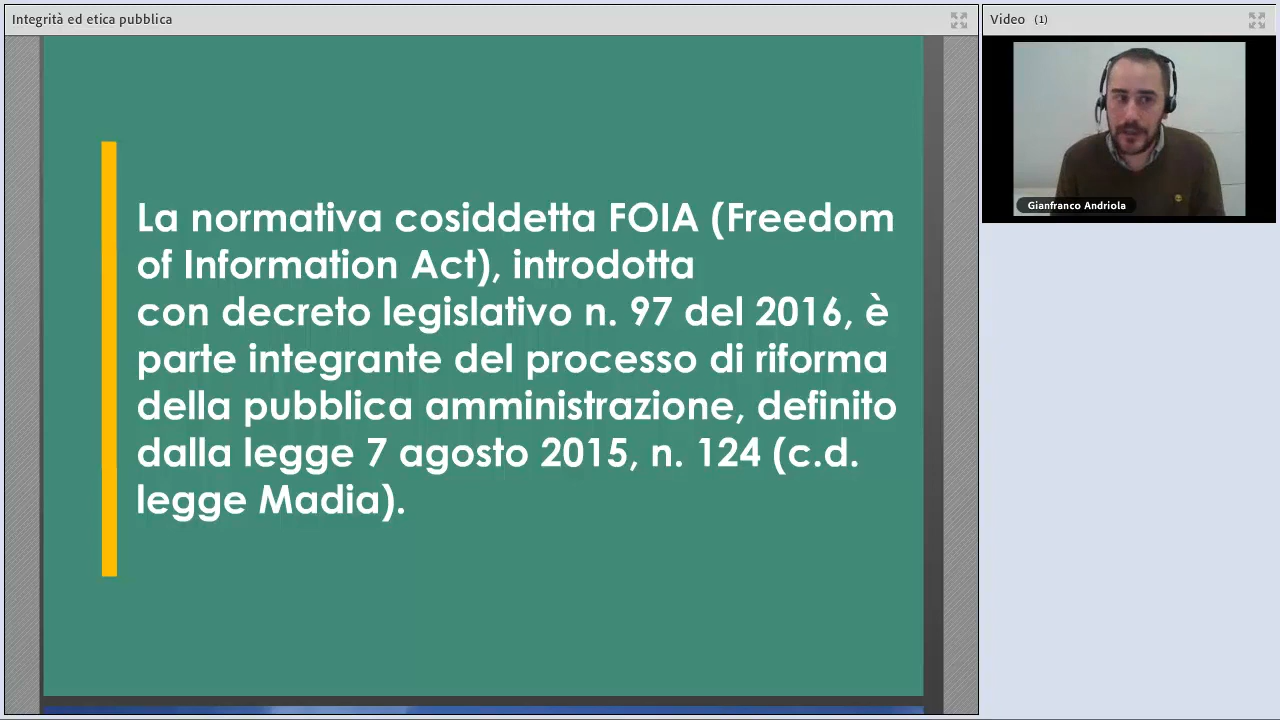 Integrità ed etica pubblica
Video (1)
Gianfranco Andriola
La normativa cosiddetta FOIA (Freedom
of Information Act), introdotta
con decreto legislativo n. 97 del 2016, è
parte integrante del processo di riforma
della pubblica amministrazione, definito
dalla legge 7 agosto 2015, n. 124 (c.d.
legge Madia).